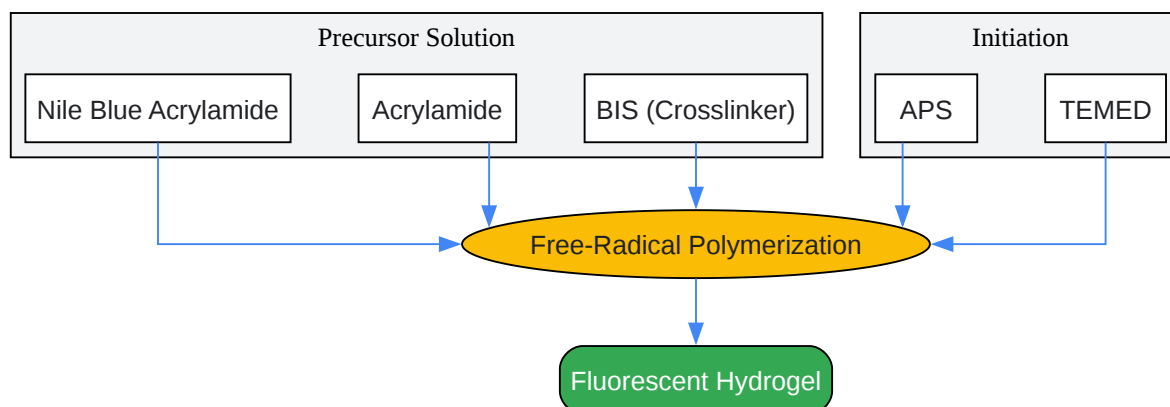 Precursor Solution
Initiation
Nile Blue Acrylamide
Acrylamide
BIS (Crosslinker)
APS
TEMED
Free-Radical Polymerization
Fluorescent Hydrogel